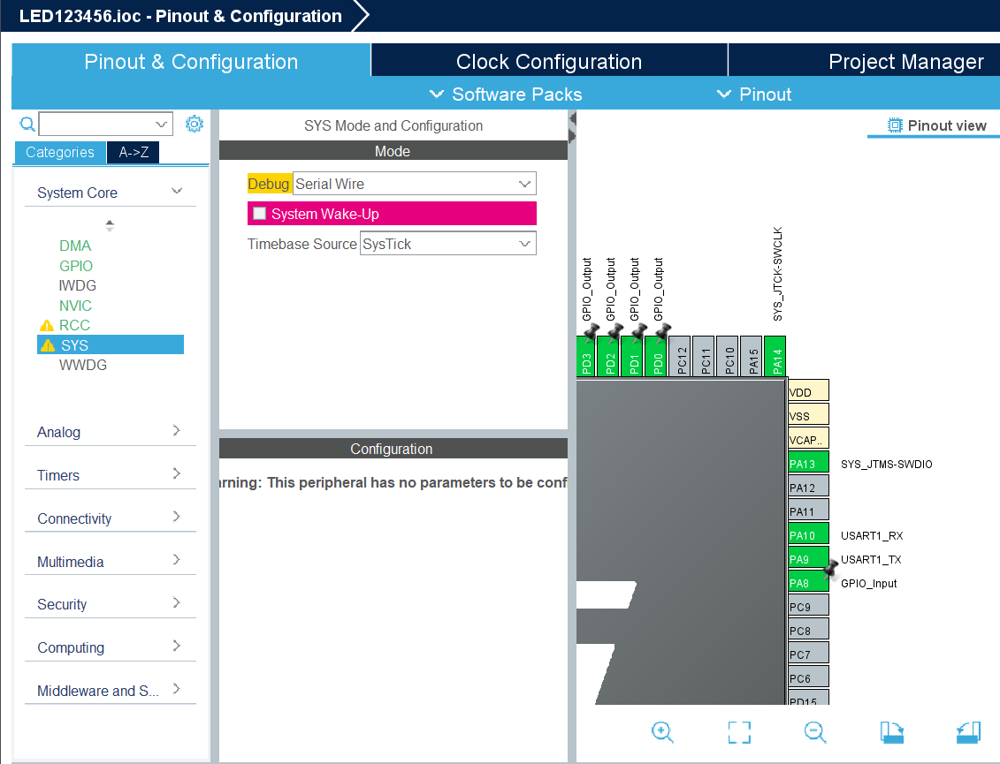 LED123456.ioc - Pinout & Configuration
Pinout & Configuration
Clock Configuration
Project Manager
Software Packs
Pinout
Categories
A->Z
System Core
DMA
GPIO
IWDG
NVIC
RCC
SYS
WWDG
Analog
Timers
Connectivity
Multimedia
Security
Computing
Middleware and S...
SYS Mode and Configuration
Mode
Debug Serial Wire
System Wake-Up
Timebase Source SysTick
Configuration
arning: This peripheral has no parameters to be conf
Pinout view
GPIO_Output
GPIO_Output
GPIO_Output
GPIO_Output
SYS_JTCK-SWCLK
PD3
PD2
PD1
PD0
PC12
PC11
PC10
PA15
PA14
VDD
VSS
VCAP..
PA13 SYS_JTMS-SWDIO
PA12
PA11
PA10 USART1_RX
PA9 USART1_TX
PA8 GPIO_Input
PC9
PC8
PC7
PC6
PD15